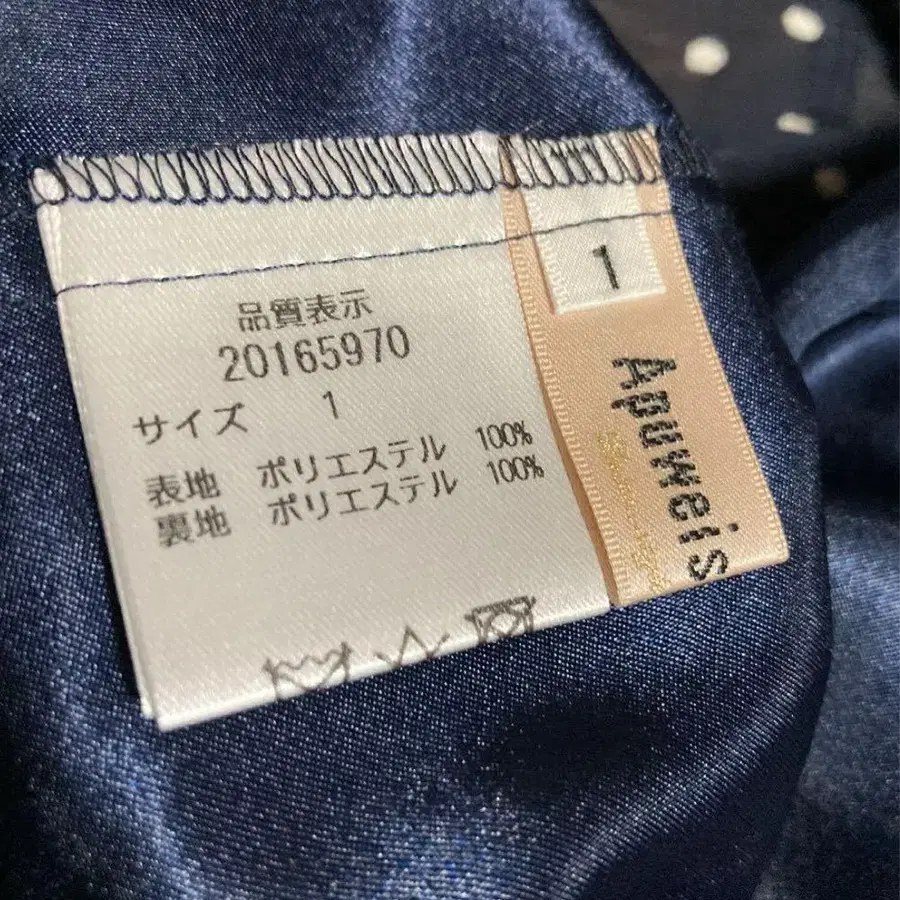 品質表示
20165970
サイズ 1
表地 ポリエステル 100%
裏地 ポリエステル 100%
1
Apuweis